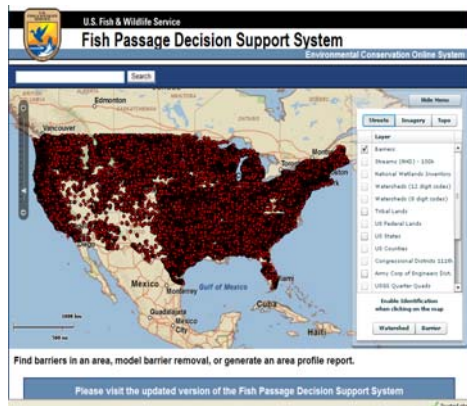 U.S. Fish & Wildlife Service
Fish Passage Decision Support System
Environmental Conservation Online System
Search
Hide Menu
Streets
Imagery
Topo
Layer
Barriers
Streams (NHD) - 100k
National Wetlands Inventory
Watersheds (12 digit codes)
Watersheds (8 digit codes)
Tribal Lands
US Federal Lands
US States
US Counties
Congressional Districts 111th
Army Corp of Engineers Dist.
USGS Quarter Quads
Enable Identification
when clicking on the map
Watershed
Barrier
Edmonton
Vancouver
Toronto
Miami
Gulf of Mexico
Mexico
Monterrey
Cuba
Guadalajara
Mexico
City
Haiti
Find barriers in an area, model barrier removal, or generate an area profile report.
Please visit the updated version of the Fish Passage Decision Support System